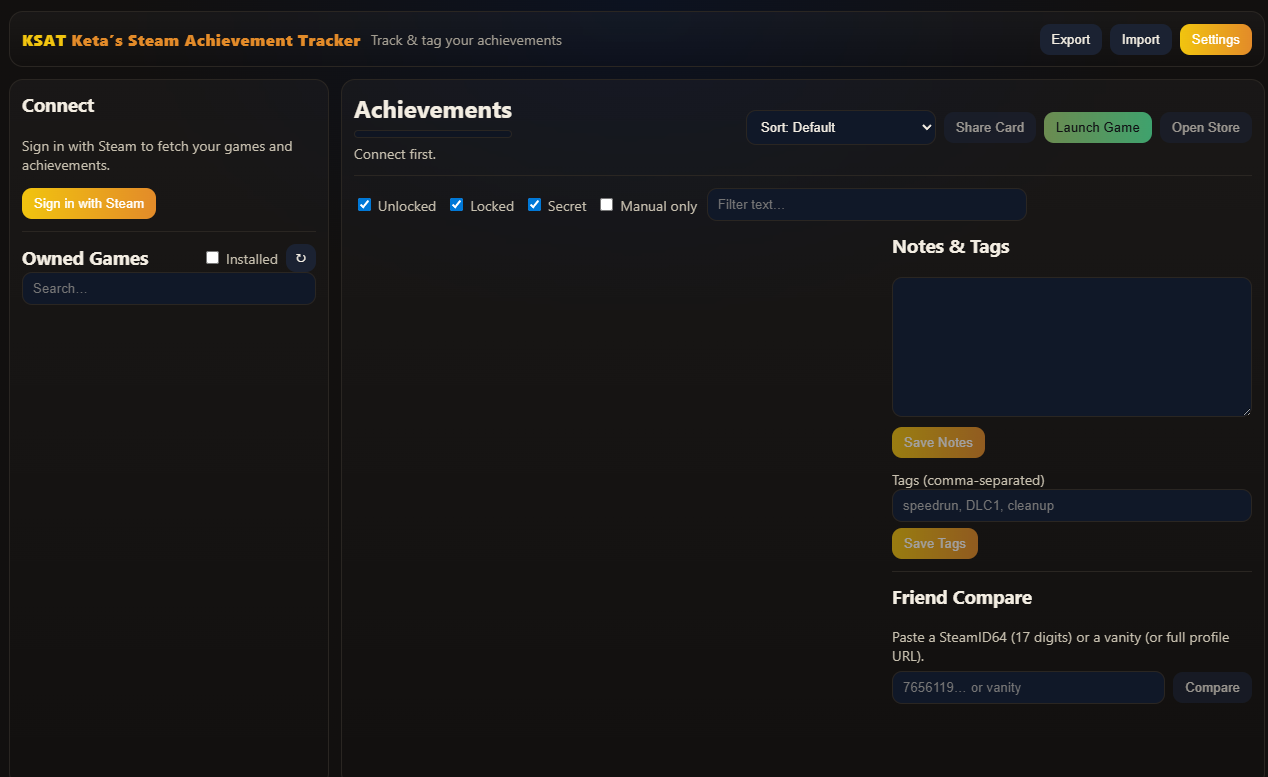 KSAT Keta´s Steam Achievement Tracker Track & tag your achievements
Export Import Settings
Connect
Sign in with Steam to fetch your games and
achievements.
Sign in with Steam
Owned Games Installed ↻
Search...
Achievements
Sort: Default Share Card Launch Game Open Store
Connect first.
Unlocked Locked Secret Manual only Filter text...
Notes & Tags
Save Notes
Tags (comma-separated)
speedrun, DLC1, cleanup
Save Tags
Friend Compare
Paste a SteamID64 (17 digits) or a vanity (or full profile
URL).
7656119... or vanity Compare